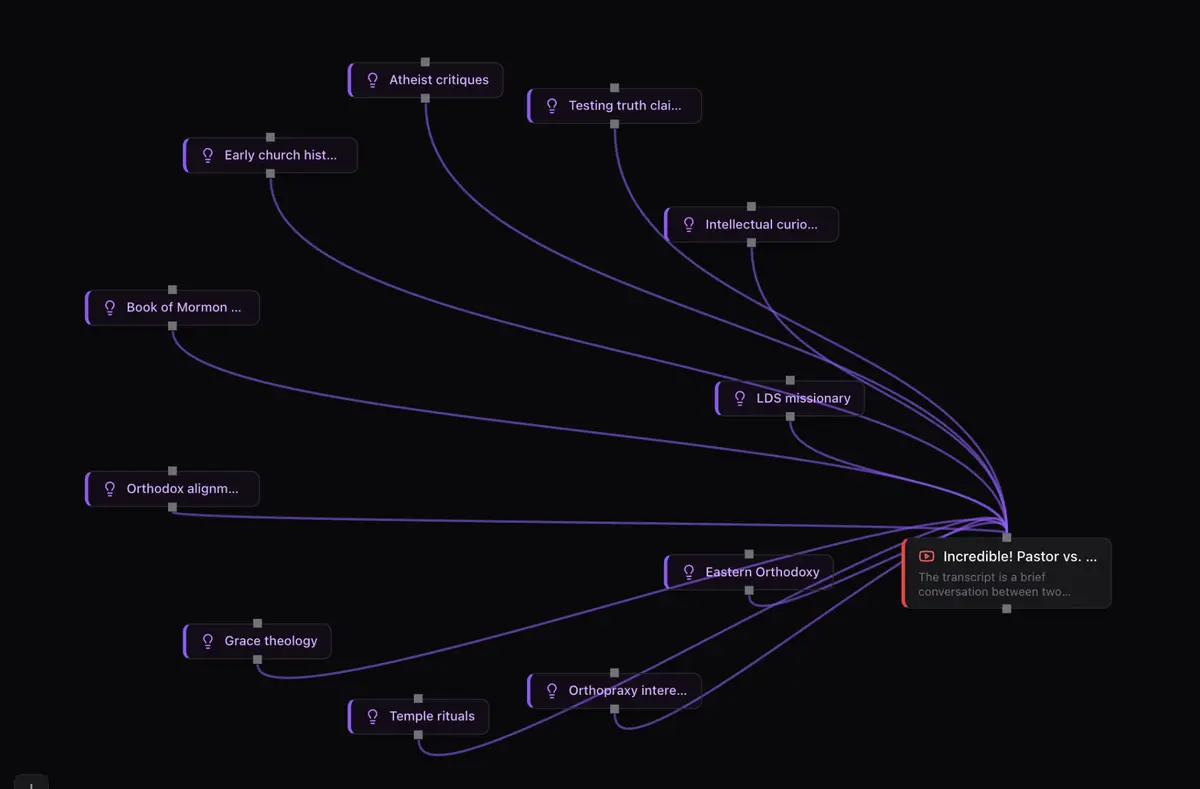 Atheist critiques
Testing truth clai...
Early church hist...
Intellectual curio...
Book of Mormon ...
LDS missionary
Orthodox alignm...
Incredible! Pastor vs. ...
The transcript is a brief
conversation between two...
Eastern Orthodoxy
Grace theology
Orthopraxy intere...
Temple rituals